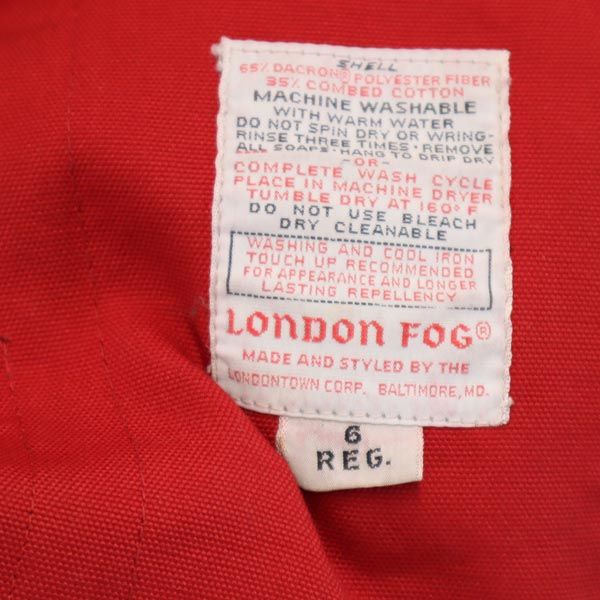 SHELL
65% DACRON® POLYESTER FIBER
35% COMBED COTTON
MACHINE WASHABLE
WITH WARM WATER
DO NOT SPIN DRY OR WRING-
RINSE THREE TIMES · REMOVE
ALL SOAPS · HANG TO DRIP DRY
-OR-
COMPLETE WASH CYCLE
PLACE IN MACHINE DRYER
TUMBLE DRY AT 160° F
DO NOT USE BLEACH
DRY CLEANABLE
WASHING AND COOL IRON
TOUCH UP RECOMMENDED
FOR APPEARANCE AND LONGER
LASTING REPELLENCY
LONDON FOG®
MADE AND STYLED BY THE
LONDONTOWN CORP. BALTIMORE, MD.
6
REG.